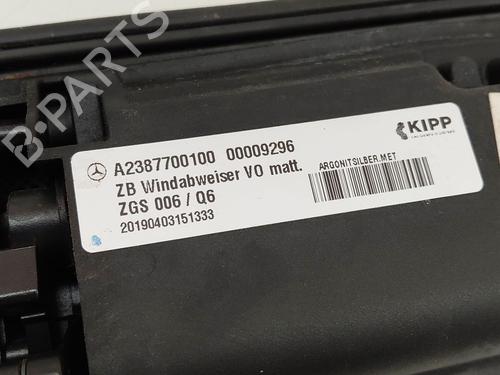 B-PARTS
KIPP
A2387700100 00009296
ZB Windabweiser VO matt.
ARGONITSILBER.MET
ZGS 006 / Q6
20190403151333